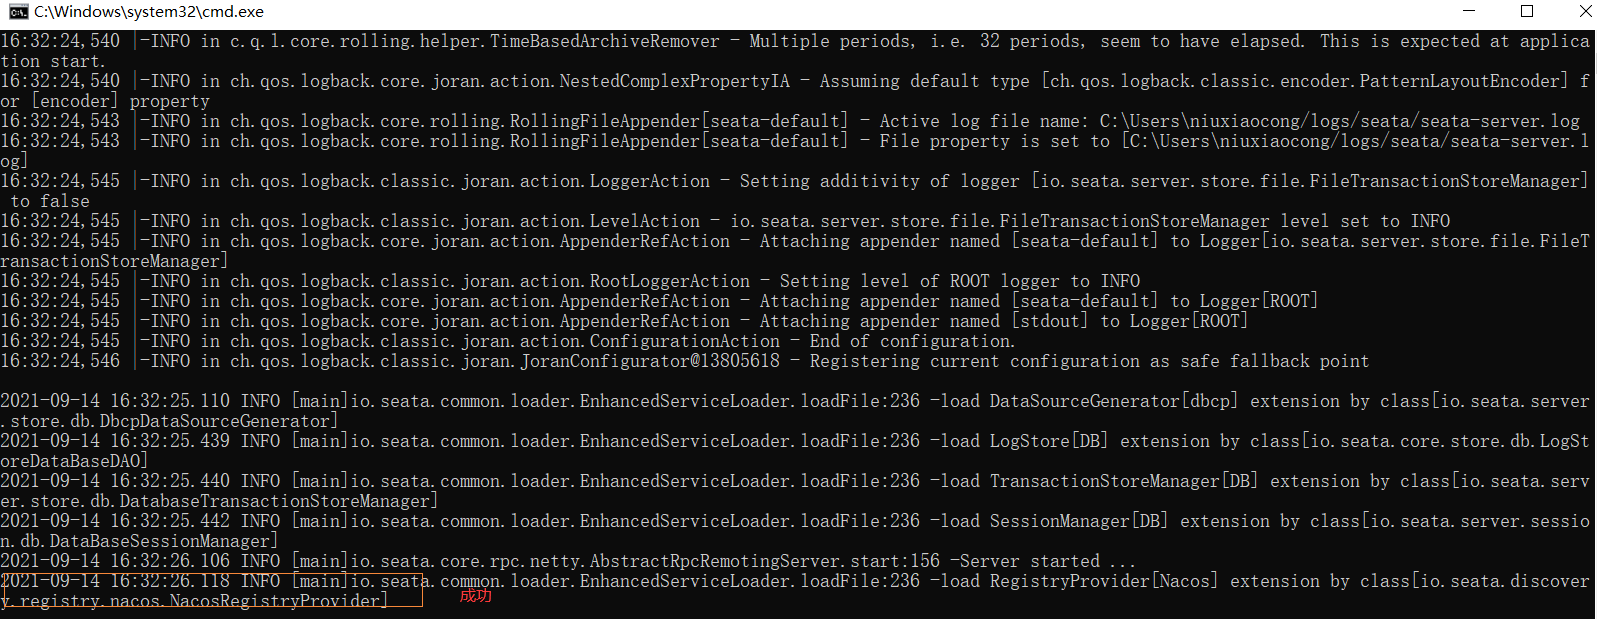 C:\Windows\system32\cmd.exe
16:32:24,540 |-INFO in c.q.l.core.rolling.helper.TimeBasedArchiveRemover - Multiple periods, i.e. 32 periods, seem to have elapsed. This is expected at applica
tion start.
16:32:24,540 |-INFO in ch.qos.logback.core.joran.action.NestedComplexPropertyIA - Assuming default type [ch.qos.logback.classic.encoder.PatternLayoutEncoder] f
or [encoder] property
16:32:24,543 |-INFO in ch.qos.logback.core.rolling.RollingFileAppender[seata-default] - Active log file name: C:\Users\niuxiaocong/logs/seata/seata-server.log
16:32:24,543 |-INFO in ch.qos.logback.core.rolling.RollingFileAppender[seata-default] - File property is set to [C:\Users\niuxiaocong/logs/seata/seata-server.l
og]
16:32:24,545 |-INFO in ch.qos.logback.classic.joran.action.LoggerAction - Setting additivity of logger [io.seata.server.store.file.FileTransactionStoreManager]
to false
16:32:24,545 |-INFO in ch.qos.logback.classic.joran.action.LevelAction - io.seata.server.store.file.FileTransactionStoreManager level set to INFO
16:32:24,545 |-INFO in ch.qos.logback.core.joran.action.AppenderRefAction - Attaching appender named [seata-default] to Logger[io.seata.server.store.file.FileT
ransactionStoreManager]
16:32:24,545 |-INFO in ch.qos.logback.classic.joran.action.RootLoggerAction - Setting level of ROOT logger to INFO
16:32:24,545 |-INFO in ch.qos.logback.core.joran.action.AppenderRefAction - Attaching appender named [seata-default] to Logger[ROOT]
16:32:24,545 |-INFO in ch.qos.logback.core.joran.action.AppenderRefAction - Attaching appender named [stdout] to Logger[ROOT]
16:32:24,545 |-INFO in ch.qos.logback.classic.joran.action.ConfigurationAction - End of configuration.
16:32:24,546 |-INFO in ch.qos.logback.classic.joran.JoranConfigurator@13805618 - Registering current configuration as safe fallback point
2021-09-14 16:32:25.110 INFO [main]io.seata.common.loader.EnhancedServiceLoader.loadFile:236 -load DataSourceGenerator[dbcp] extension by class[io.seata.server
.store.db.DbcpDataSourceGenerator]
2021-09-14 16:32:25.439 INFO [main]io.seata.common.loader.EnhancedServiceLoader.loadFile:236 -load LogStore[DB] extension by class[io.seata.core.store.db.LogSt
oreDataBaseDAO]
2021-09-14 16:32:25.440 INFO [main]io.seata.common.loader.EnhancedServiceLoader.loadFile:236 -load TransactionStoreManager[DB] extension by class[io.seata.serv
er.store.db.DatabaseTransactionStoreManager]
2021-09-14 16:32:25.442 INFO [main]io.seata.common.loader.EnhancedServiceLoader.loadFile:236 -load SessionManager[DB] extension by class[io.seata.server.sessio
n.db.DataBaseSessionManager]
2021-09-14 16:32:26.106 INFO [main]io.seata.core.rpc.netty.AbstractRpcRemotingServer.start:156 -Server started ...
2021-09-14 16:32:26.118 INFO [main]io.seata.common.loader.EnhancedServiceLoader.loadFile:236 -load RegistryProvider[Nacos] extension by class[io.seata.discover
y.registry.nacos.NacosRegistryProvider] 成功